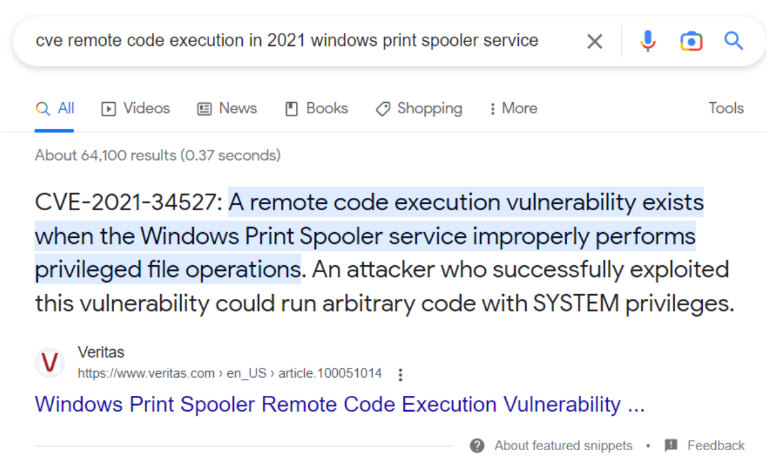 cve remote code execution in 2021 windows print spooler service
All Videos News Books Shopping More Tools
About 64,100 results (0.37 seconds)
CVE-2021-34527: A remote code execution vulnerability exists
when the Windows Print Spooler service improperly performs
privileged file operations. An attacker who successfully exploited
this vulnerability could run arbitrary code with SYSTEM privileges.
Veritas
https://www.veritas.com › en_US › article.100051014
Windows Print Spooler Remote Code Execution Vulnerability ...
About featured snippets • Feedback